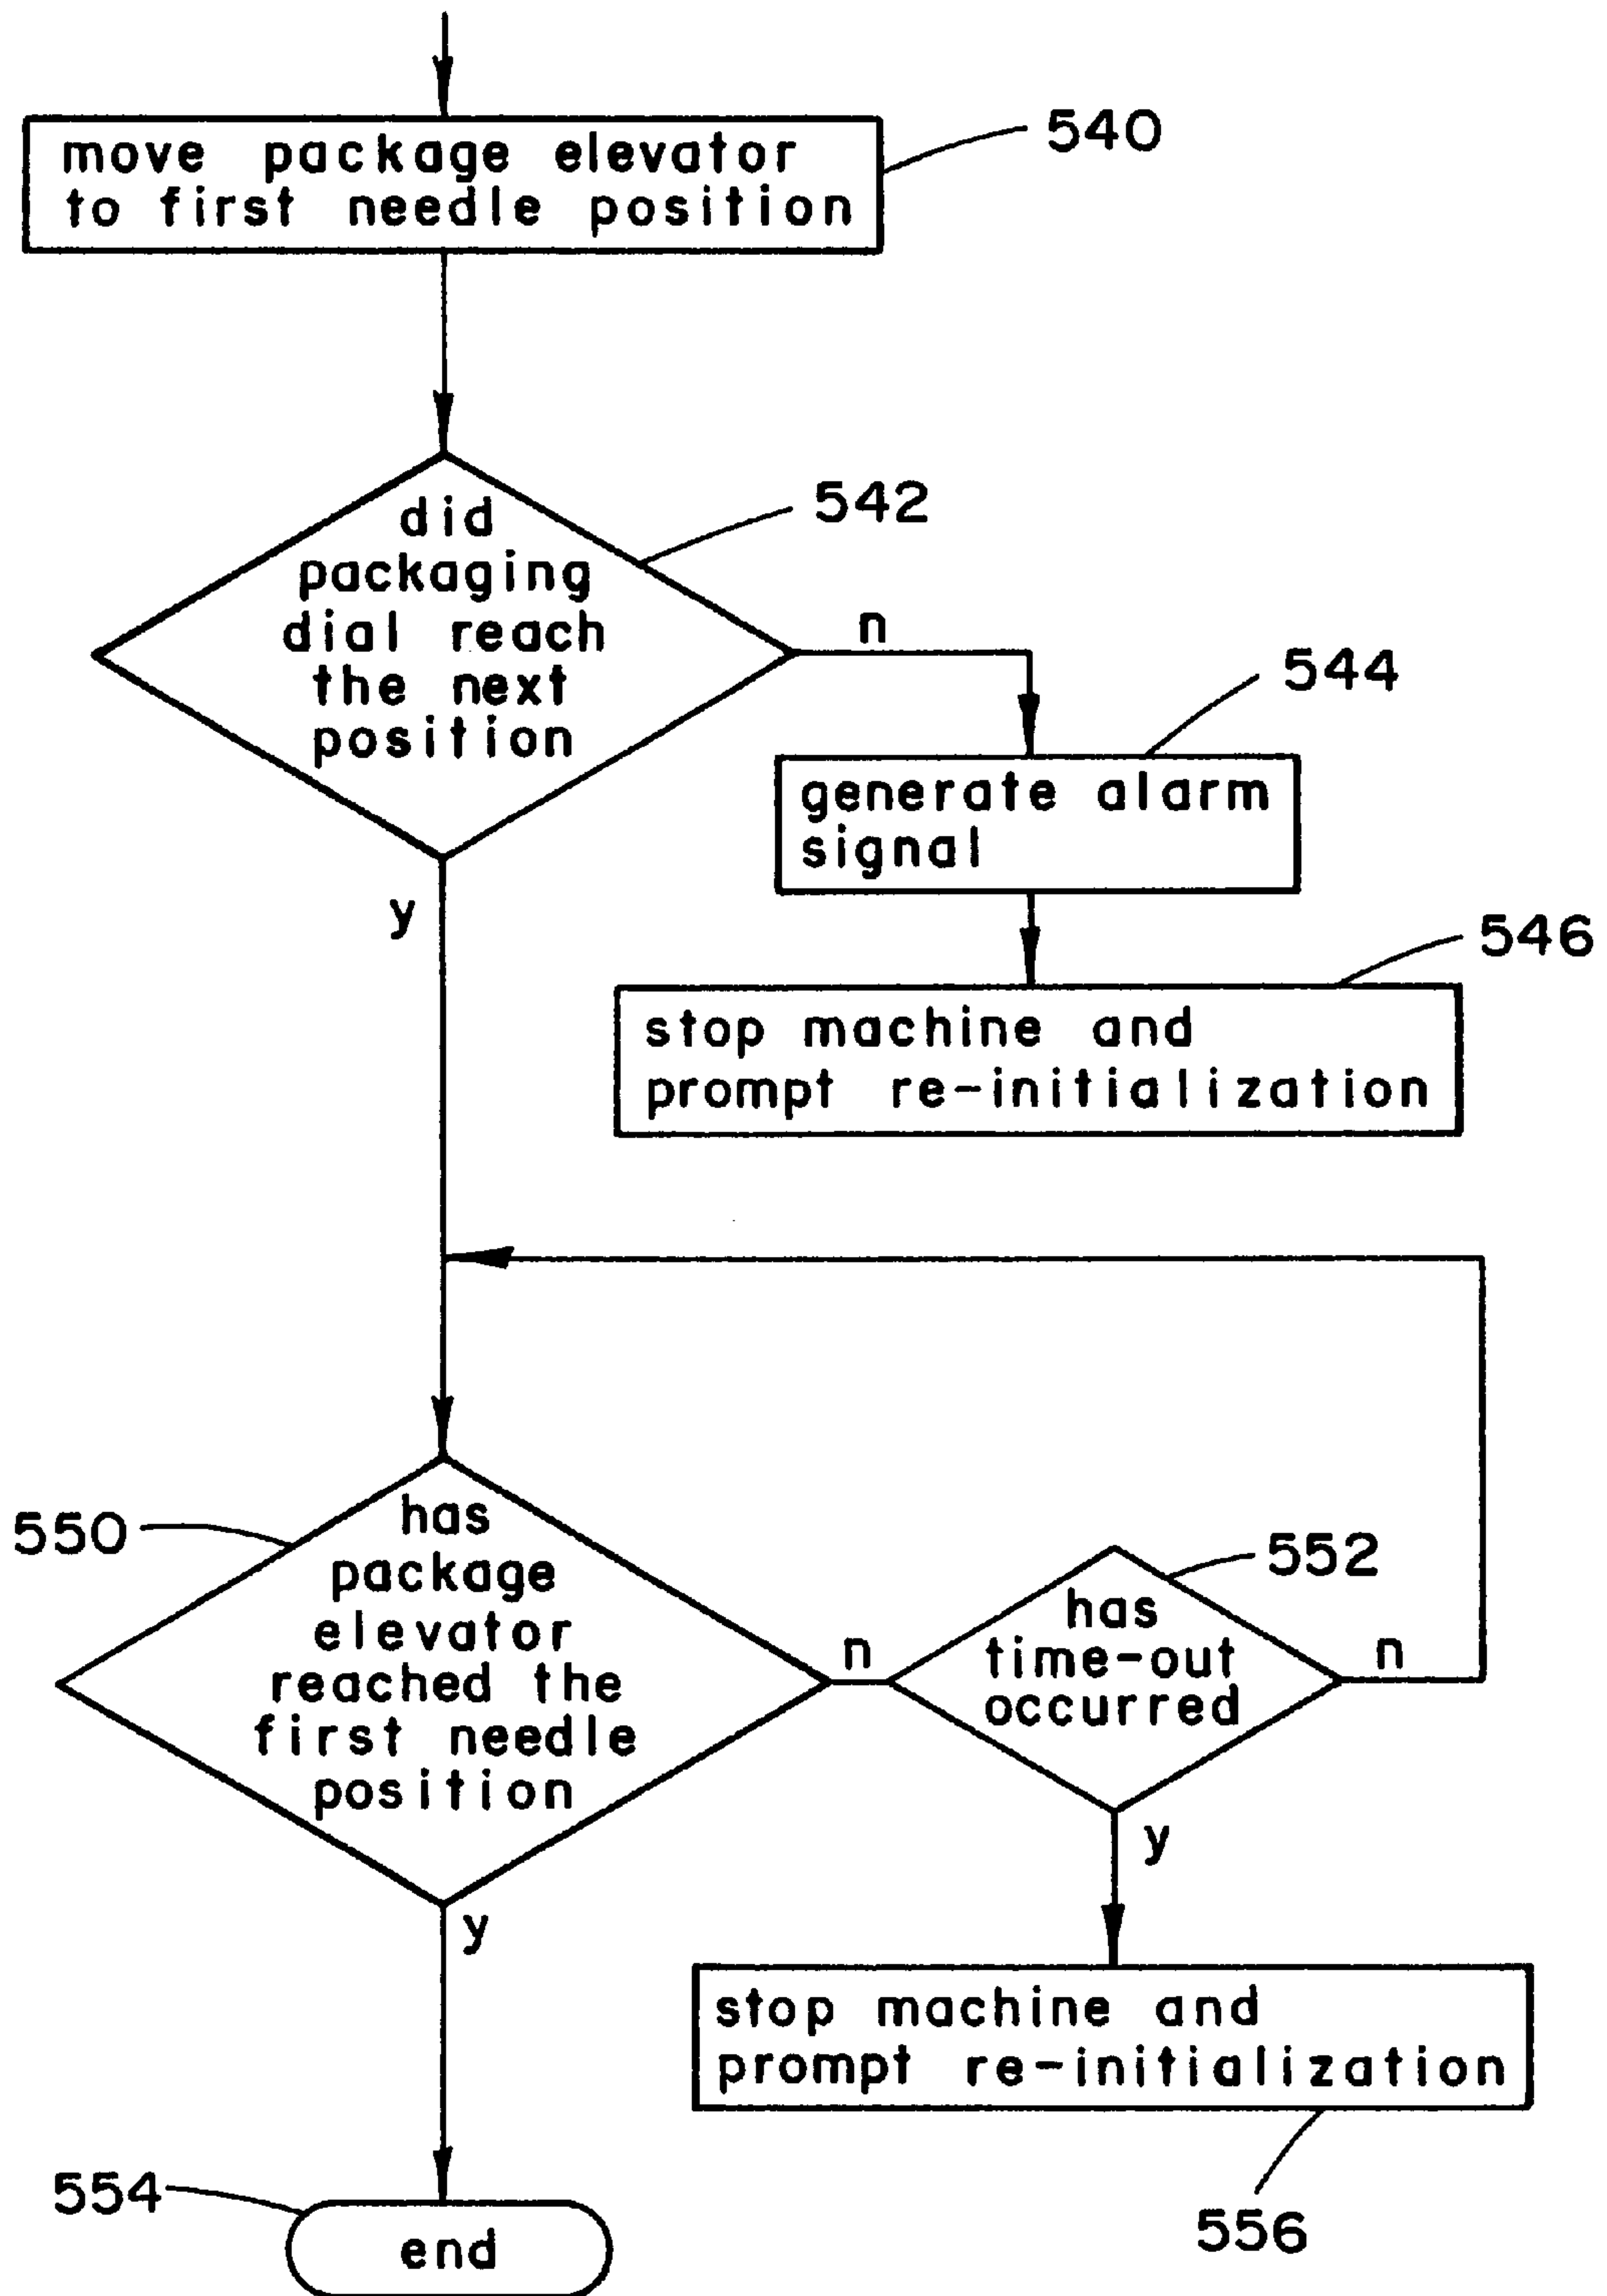 move package elevator
to first needle position
540
did
packaging
dial reach
the next
position
542
n
544
generate alarm
signal
y
546
stop machine and
prompt re-initialization
550
has
package
elevator
reached the
first needle
position
n
552
has
time-out
occurred
n
y
y
stop machine and
prompt re-initialization
556
554
end